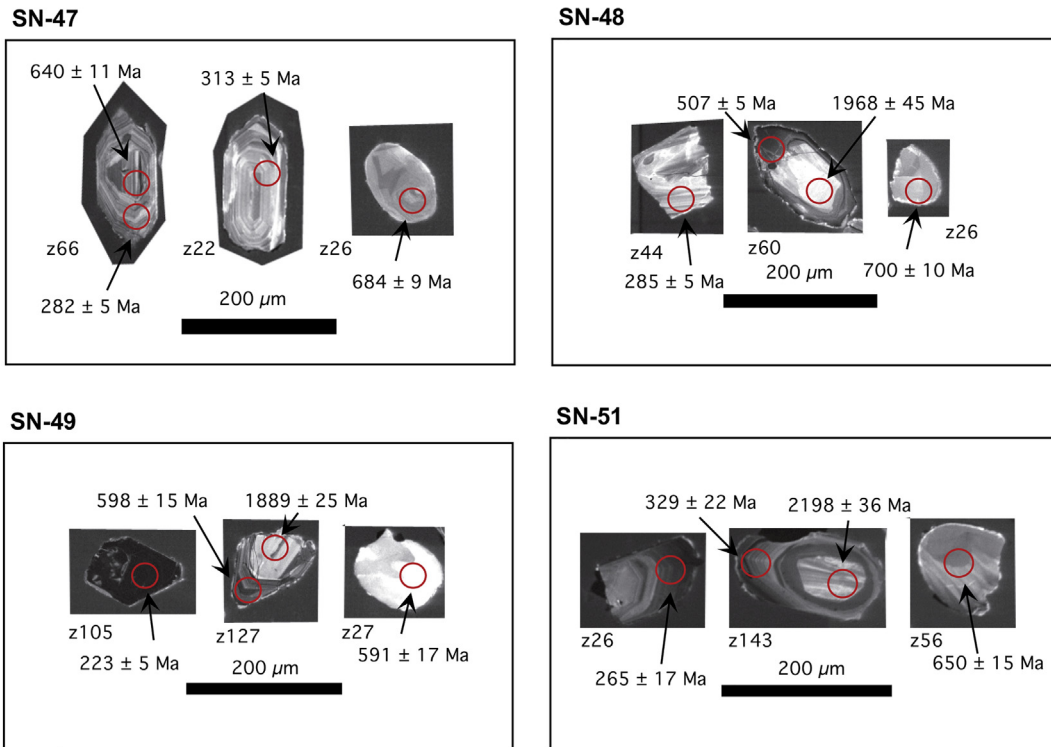 SN-47
640 ± 11 Ma
313 ± 5 Ma
z66
z22
z26
282 ± 5 Ma
684 ± 9 Ma
200 µm
SN-48
507 ± 5 Ma
1968 ± 45 Ma
z44
z60
z26
285 ± 5 Ma
200 µm
700 ± 10 Ma
SN-49
598 ± 15 Ma
1889 ± 25 Ma
z105
z127
z27
223 ± 5 Ma
200 µm
591 ± 17 Ma
SN-51
329 ± 22 Ma
2198 ± 36 Ma
z26
z143
z56
265 ± 17 Ma
200 µm
650 ± 15 Ma